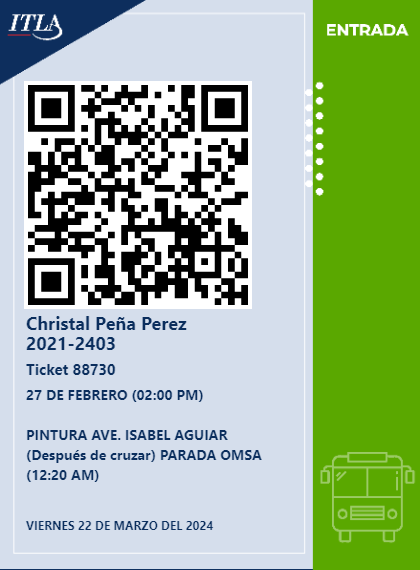 ITLA
ENTRADA
Christal Peña Perez
2021-2403
Ticket 88730
27 DE FEBRERO (02:00 PM)
PINTURA AVE. ISABEL AGUIAR
(Después de cruzar) PARADA OMSA
(12:20 AM)
VIERNES 22 DE MARZO DEL 2024